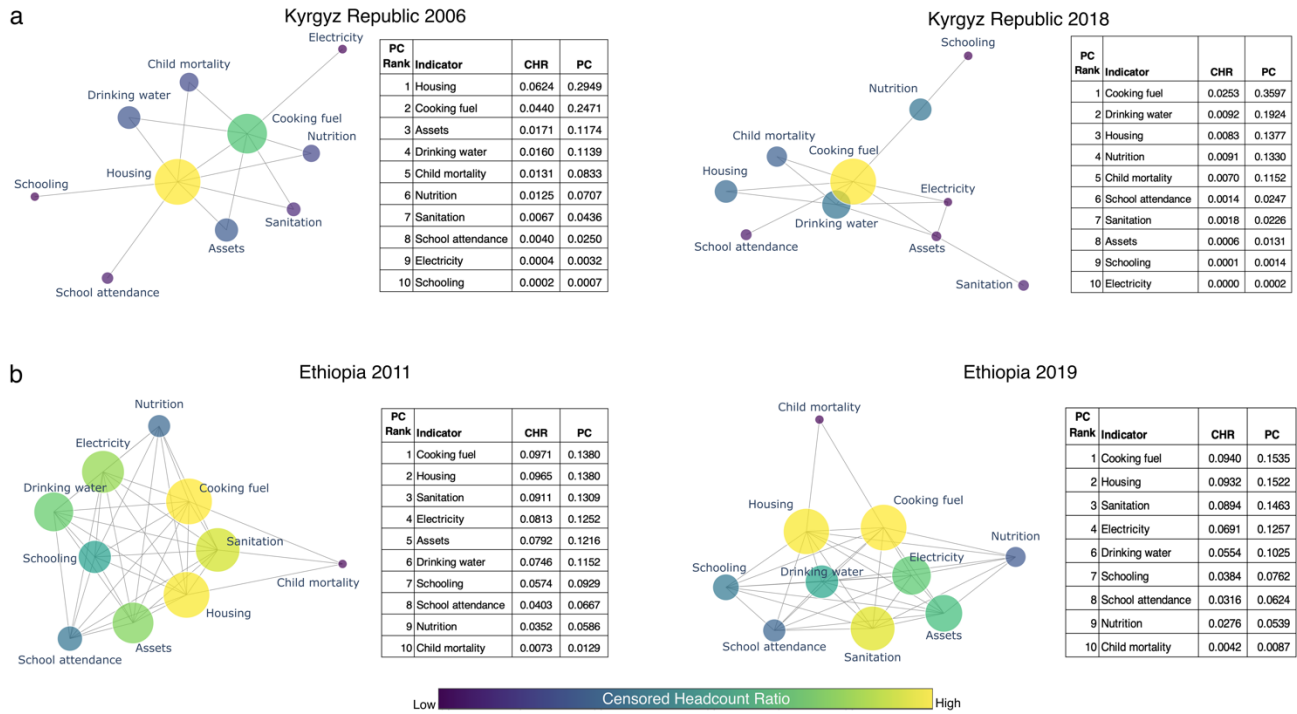 a
Kyrgyz Republic 2006
Electricity
Child mortality
Drinking water
Cooking fuel
Nutrition
Housing
Schooling
Sanitation
Assets
School attendance
PC Rank Indicator CHR PC
1 Housing 0.0624 0.2949
2 Cooking fuel 0.0440 0.2471
3 Assets 0.0171 0.1174
4 Drinking water 0.0160 0.1139
5 Child mortality 0.0131 0.0833
6 Nutrition 0.0125 0.0707
7 Sanitation 0.0067 0.0436
8 School attendance 0.0040 0.0250
9 Electricity 0.0004 0.0032
10 Schooling 0.0002 0.0007
Kyrgyz Republic 2018
Schooling
Nutrition
Child mortality
Cooking fuel
Housing
Electricity
Drinking water
School attendance
Assets
Sanitation
PC Rank Indicator CHR PC
1 Cooking fuel 0.0253 0.3597
2 Drinking water 0.0092 0.1924
3 Housing 0.0083 0.1377
4 Nutrition 0.0091 0.1330
5 Child mortality 0.0070 0.1152
6 School attendance 0.0014 0.0247
7 Sanitation 0.0018 0.0226
8 Assets 0.0006 0.0131
9 Schooling 0.0001 0.0014
10 Electricity 0.0000 0.0002
b
Ethiopia 2011
Nutrition
Electricity
Cooking fuel
Drinking water
Sanitation
Schooling
Child mortality
Housing
Assets
School attendance
PC Rank Indicator CHR PC
1 Cooking fuel 0.0971 0.1380
2 Housing 0.0965 0.1380
3 Sanitation 0.0911 0.1309
4 Electricity 0.0813 0.1252
5 Assets 0.0792 0.1216
6 Drinking water 0.0746 0.1152
7 Schooling 0.0574 0.0929
8 School attendance 0.0403 0.0667
9 Nutrition 0.0352 0.0586
10 Child mortality 0.0073 0.0129
Ethiopia 2019
Child mortality
Housing
Cooking fuel
Nutrition
Electricity
Schooling
Drinking water
Assets
School attendance
Sanitation
PC Rank Indicator CHR PC
1 Cooking fuel 0.0940 0.1535
2 Housing 0.0932 0.1522
3 Sanitation 0.0894 0.1463
4 Electricity 0.0691 0.1257
6 Drinking water 0.0554 0.1025
7 Schooling 0.0384 0.0762
8 School attendance 0.0316 0.0624
9 Nutrition 0.0276 0.0539
10 Child mortality 0.0042 0.0087
Low Censored Headcount Ratio High